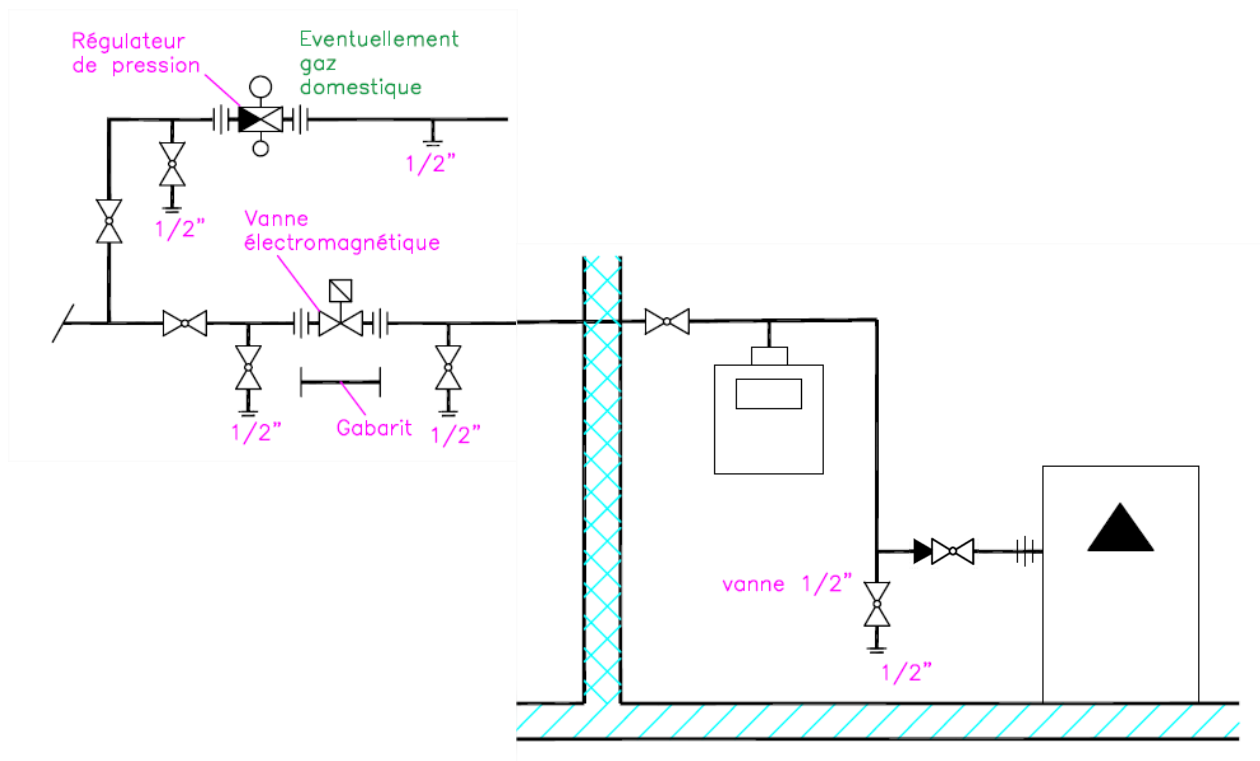 Régulateur
de pression
Eventuellement
gaz
domestique
1/2"
1/2"
Vanne
électromagnétique
1/2"
Gabarit
1/2"
vanne 1/2"
1/2"